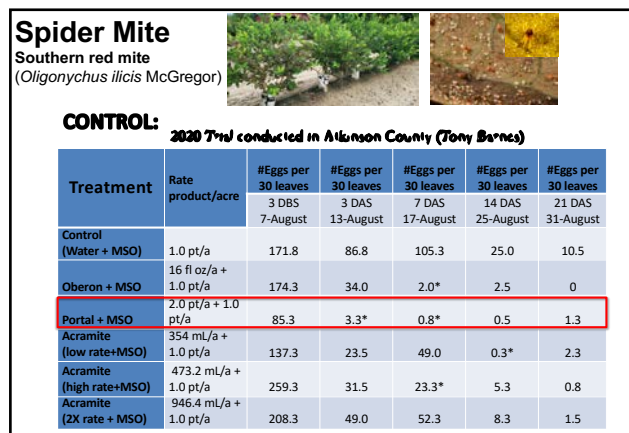 Spider Mite
Southern red mite
(Oligonychus ilicis McGregor)
CONTROL:
2020 Trial conducted in Atkinson County (Tony Barnes)
Treatment Rate product/acre #Eggs per 30 leaves #Eggs per 30 leaves #Eggs per 30 leaves #Eggs per 30 leaves #Eggs per 30 leaves
3 DBS 7-August 3 DAS 13-August 7 DAS 17-August 14 DAS 25-August 21 DAS 31-August
Control (Water + MSO) 1.0 pt/a 171.8 86.8 105.3 25.0 10.5
Oberon + MSO 16 fl oz/a + 1.0 pt/a 174.3 34.0 2.0* 2.5 0
Portal + MSO 2.0 pt/a + 1.0 pt/a 85.3 3.3* 0.8* 0.5 1.3
Acramite (low rate+MSO) 354 mL/a + 1.0 pt/a 137.3 23.5 49.0 0.3* 2.3
Acramite (high rate+MSO) 473.2 mL/a + 1.0 pt/a 259.3 31.5 23.3* 5.3 0.8
Acramite (2X rate + MSO) 946.4 mL/a + 1.0 pt/a 208.3 49.0 52.3 8.3 1.5